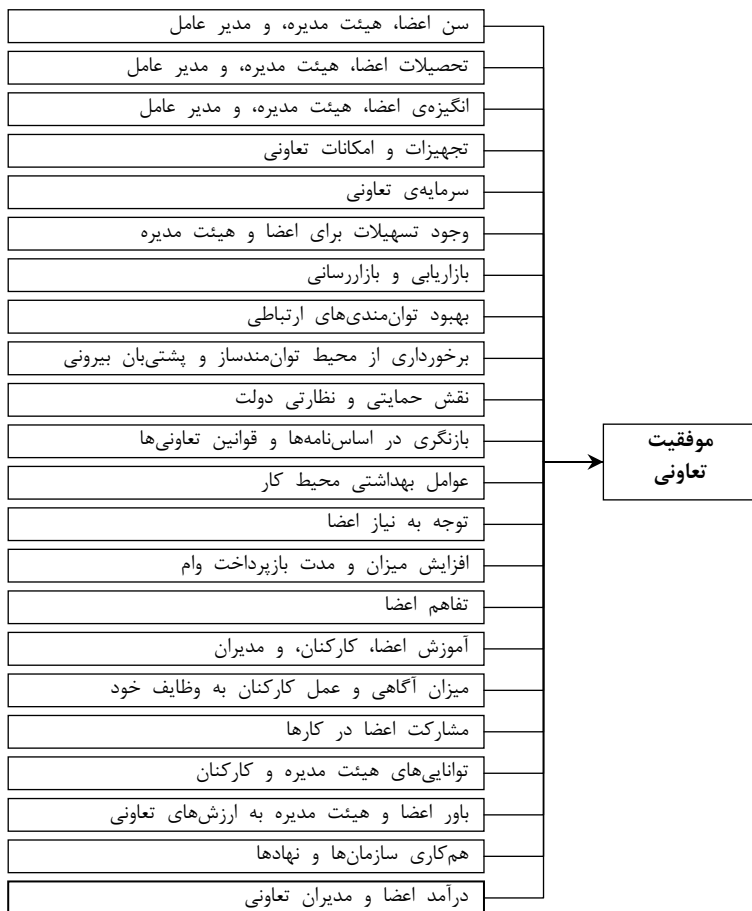 سن اعضا، هیئت مدیره، و مدیر عامل
تحصیلات اعضا، هیئت مدیره، و مدیر عامل
انگیزه‌ی اعضا، هیئت مدیره، و مدیر عامل
تجهیزات و امکانات تعاونی
سرمایه‌ی تعاونی
وجود تسهیلات برای اعضا و هیئت مدیره
بازاریابی و بازاررسانی
بهبود توان‌مندی‌های ارتباطی
برخورداری از محیط توان‌مندساز و پشتی‌بان بیرونی
نقش حمایتی و نظارتی دولت
بازنگری در اساس‌نامه‌ها و قوانین تعاونی‌ها
عوامل بهداشتی محیط کار
توجه به نیاز اعضا
افزایش میزان و مدت بازپرداخت وام
تفاهم اعضا
آموزش اعضا، کارکنان، و مدیران
میزان آگاهی و عمل کارکنان به وظایف خود
مشارکت اعضا در کارها
توانایی‌های هیئت مدیره و کارکنان
باور اعضا و هیئت مدیره به ارزش‌های تعاونی
هم‌کاری سازمان‌ها و نهادها
درآمد اعضا و مدیران تعاونی
موفقیت
تعاونی